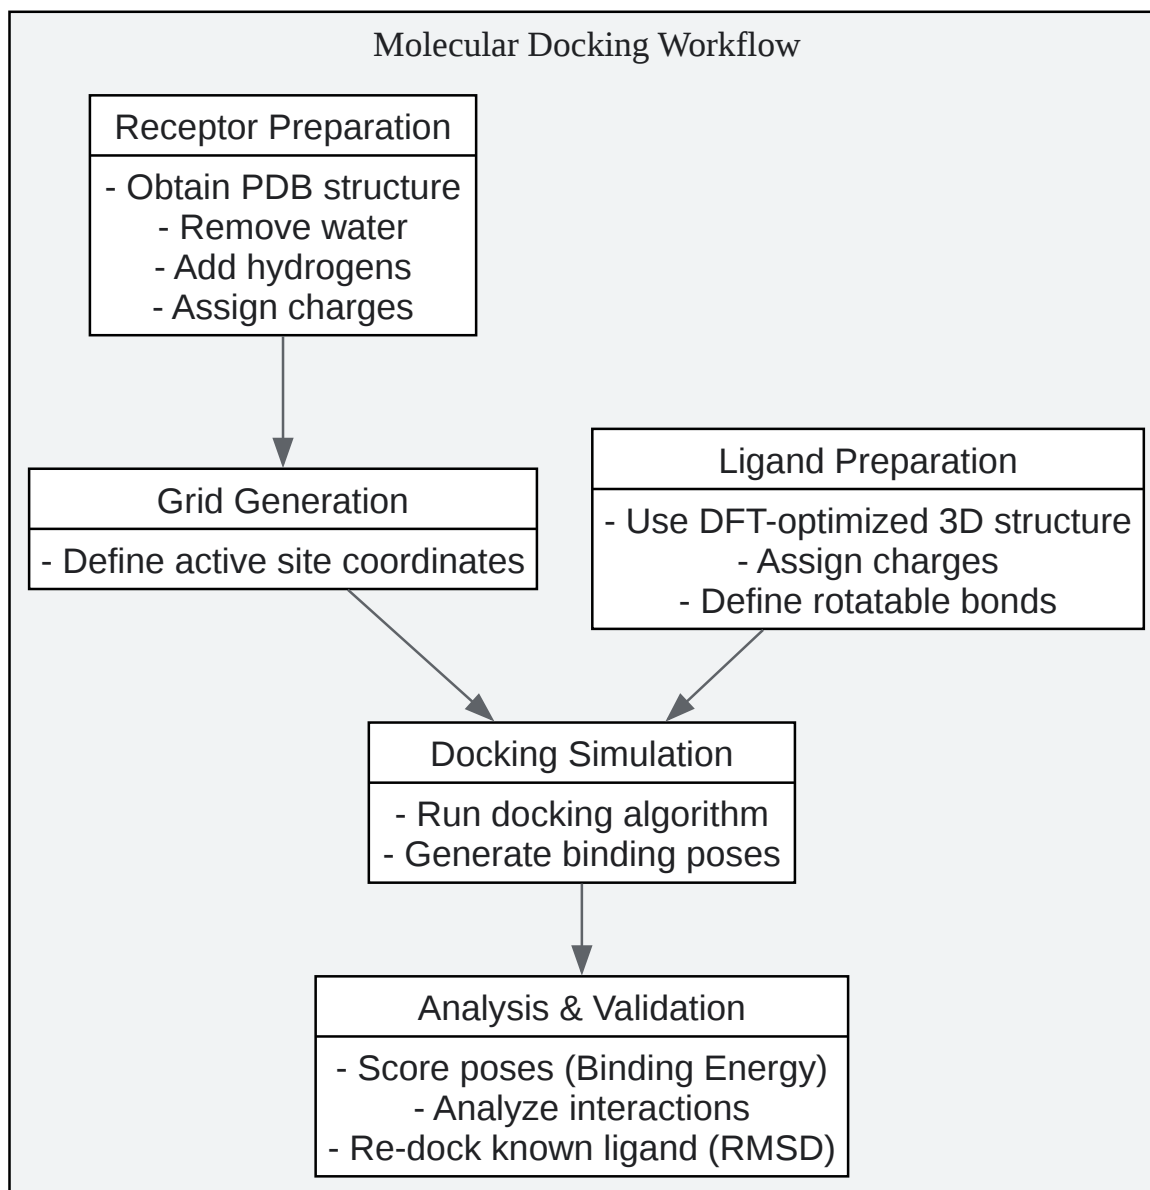 Molecular Docking Workflow
Receptor Preparation
- Obtain PDB structure
- Remove water
- Add hydrogens
- Assign charges
Grid Generation
- Define active site coordinates
Ligand Preparation
- Use DFT-optimized 3D structure
- Assign charges
- Define rotatable bonds
Docking Simulation
- Run docking algorithm
- Generate binding poses
Analysis & Validation
- Score poses (Binding Energy)
- Analyze interactions
- Re-dock known ligand (RMSD)